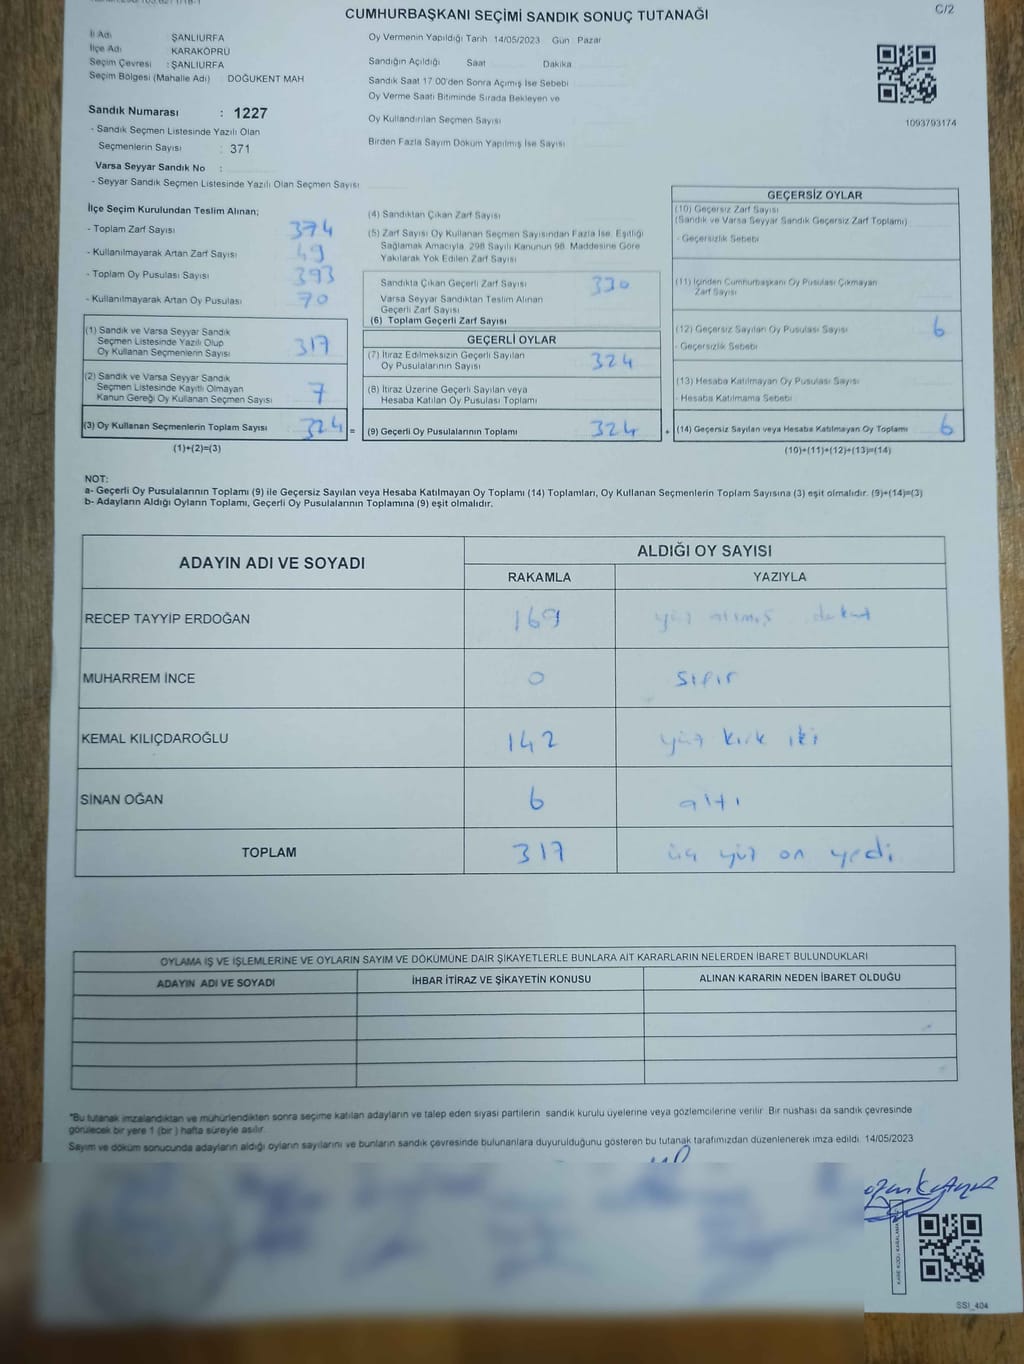 CUMHURBAŞKANI SEÇİMİ SANDIK SONUÇ TUTANAĞI
C/2
İl Adı ŞANLIURFA
İlçe Adı KARAKÖPRÜ
Seçim Çevresi : ŞANLIURFA
Seçim Bölgesi (Mahalle Adı) DOĞUKENT MAH
Oy Vermenin Yapıldığı Tarih 14/05/2023 Gün Pazar
Sandığın Açıldığı Saat Dakika
Sandık Saat 17:00'den Sonra Açmış İse Sebebi
Oy Verme Saati Bitiminde Sırada Bekleyen ve
Oy Kullandırılan Seçmen Sayısı
Birden Fazla Sayım Döküm Yapılmış İse Sayısı
1093793174
Sandık Numarası : 1227
- Sandık Seçmen Listesinde Yazılı Olan
Seçmenlerin Sayısı : 371
Varsa Seyyar Sandık No :
- Seyyar Sandık Seçmen Listesinde Yazılı Olan Seçmen Sayısı
İlçe Seçim Kurulundan Teslim Alınan;
- Toplam Zarf Sayısı 374
- Kullanılmayarak Artan Zarf Sayısı 49
- Toplam Oy Pusulası Sayısı 393
- Kullanılmayarak Artan Oy Pusulası 70
(1) Sandık ve Varsa Seyyar Sandık
Seçmen Listesinde Yazılı Olup
Oy Kullanan Seçmenlerin Sayısı 317
(2) Sandık ve Varsa Seyyar Sandık
Seçmen Listesinde Kayıtlı Olmayan
Kanun Gereği Oy Kullanan Seçmen Sayısı 7
(3) Oy Kullanan Seçmenlerin Toplam Sayısı 324 =
(1)+(2)=(3)
(4) Sandıktan Çıkan Zarf Sayısı
(5) Zarf Sayısı Oy Kullanan Seçmen Sayısından Fazla İse, Eşitliği
Sağlamak Amacıyla 298 Sayılı Kanunun 98. Maddesine Göre
Yakılarak Yok Edilen Zarf Sayısı
Sandıkta Çıkan Geçerli Zarf Sayısı 330
Varsa Seyyar Sandıktan Teslim Alınan
Geçerli Zarf Sayısı
(6) Toplam Geçerli Zarf Sayısı
GEÇERLİ OYLAR
(7) İtiraz Edilmeksizin Geçerli Sayılan
Oy Pusulalarının Sayısı 324
(8) İtiraz Üzerine Geçerli Sayılan veya
Hesaba Katılan Oy Pusulası Toplamı
(9) Geçerli Oy Pusulalarının Toplamı 324 +
GEÇERSİZ OYLAR
(10) Geçersiz Zarf Sayısı
(Sandık ve Varsa Seyyar Sandık Geçersiz Zarf Toplamı)
- Geçersizlik Sebebi
(11) İçinden Cumhurbaşkanı Oy Pusulası Çıkmayan
Zarf Sayısı
(12) Geçersiz Sayılan Oy Pusulası Sayısı 6
- Geçersizlik Sebebi
(13) Hesaba Katılmayan Oy Pusulası Sayısı
- Hesaba Katılmama Sebebi
(14) Geçersiz Sayılan veya Hesaba Katılmayan Oy Toplamı 6
(10)+(11)+(12)+(13)=(14)
NOT:
a- Geçerli Oy Pusulalarının Toplamı (9) ile Geçersiz Sayılan veya Hesaba Katılmayan Oy Toplamı (14) Toplamları, Oy Kullanan Seçmenlerin Toplam Sayısına (3) eşit olmalıdır. (9)+(14)=(3)
b- Adayların Aldığı Oyların Toplamı, Geçerli Oy Pusulalarının Toplamına (9) eşit olmalıdır.
ADAYIN ADI VE SOYADI
ALDIĞI OY SAYISI
RAKAMLA YAZIYLA
RECEP TAYYİP ERDOĞAN 169 yüz atmış dokuz
MUHARREM İNCE 0 sıfır
KEMAL KILIÇDAROĞLU 142 yüz kırk iki
SİNAN OĞAN 6 altı
TOPLAM 317 üç yüz on yedi
OYLAMA İŞ VE İŞLEMLERİNE VE OYLARIN SAYIM VE DÖKÜMÜNE DAİR ŞİKAYETLERLE BUNLARA AİT KARARLARIN NELERDEN İBARET BULUNDUKLARI
ADAYIN ADI VE SOYADI İHBAR İTİRAZ VE ŞİKAYETİN KONUSU ALINAN KARARIN NEDEN İBARET OLDUĞU
*Bu tutanak imzalandıktan ve mühürlendikten sonra seçime katılan adayların ve talep eden siyasi partilerin sandık kurulu üyelerine veya gözlemcilerine verilir. Bir nüshası da sandık çevresinde
görülecek bir yere 1 (bir) hafta süreyle asılır.
Sayım ve döküm sonucunda adayların aldığı oyların sayılarını ve bunların sandık çevresinde bulunanlara duyurulduğunu gösteren bu tutanak tarafımızdan düzenlenerek imza edildi. 14/05/2023
SSI_404